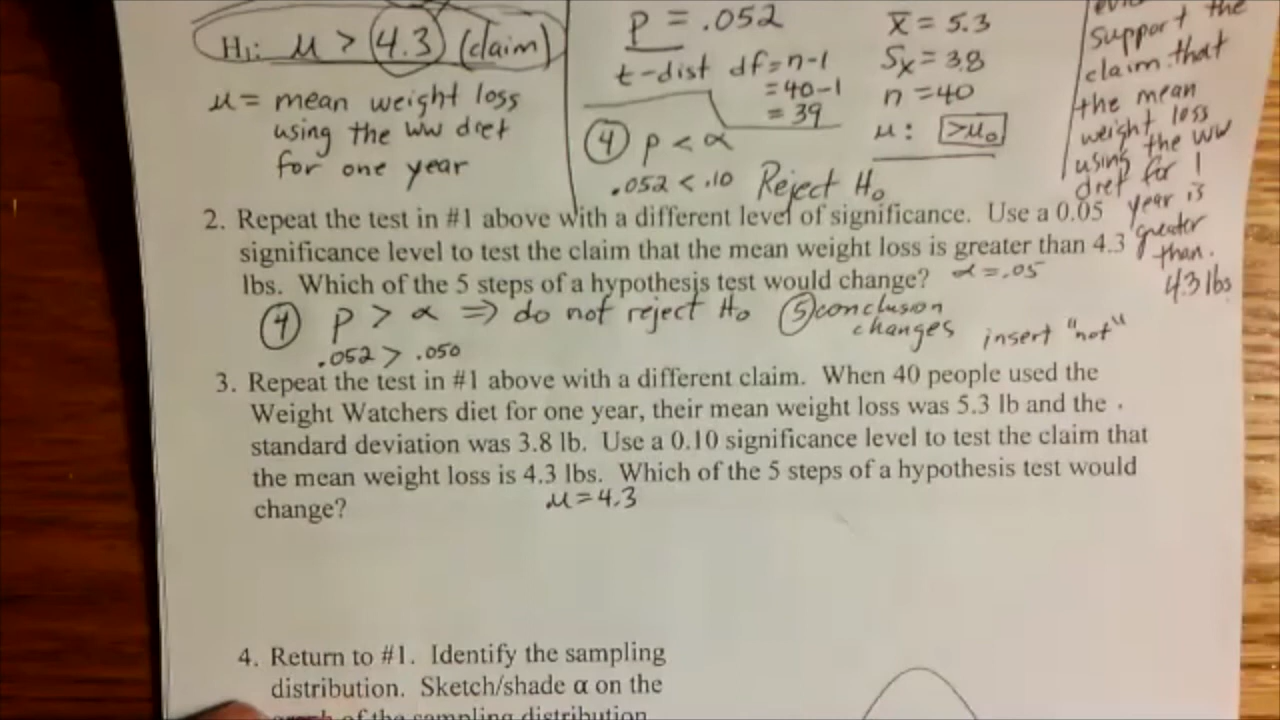 H₁: μ > 4.3 (claim)
μ = mean weight loss
using the ww diet
for one year
P = .052
t-dist df=n-1
=40-1
= 39
④ P < α
.052 < .10 Reject H₀
x̄ = 5.3
Sx = 3.8
n = 40
μ: >μ₀
support the
claim that
the mean
weight loss
using the ww
diet for 1
year is
greater
than
4.3 lbs
2. Repeat the test in #1 above with a different level of significance. Use a 0.05
significance level to test the claim that the mean weight loss is greater than 4.3
lbs. Which of the 5 steps of a hypothesis test would change? α = .05
④ P > α ⇒ do not reject H₀ ⑤ conclusion
changes insert "not"
.052 > .050
3. Repeat the test in #1 above with a different claim. When 40 people used the
Weight Watchers diet for one year, their mean weight loss was 5.3 lb and the
standard deviation was 3.8 lb. Use a 0.10 significance level to test the claim that
the mean weight loss is 4.3 lbs. Which of the 5 steps of a hypothesis test would
change? μ = 4.3
4. Return to #1. Identify the sampling
distribution. Sketch/shade α on the
graph of the sampling distribution